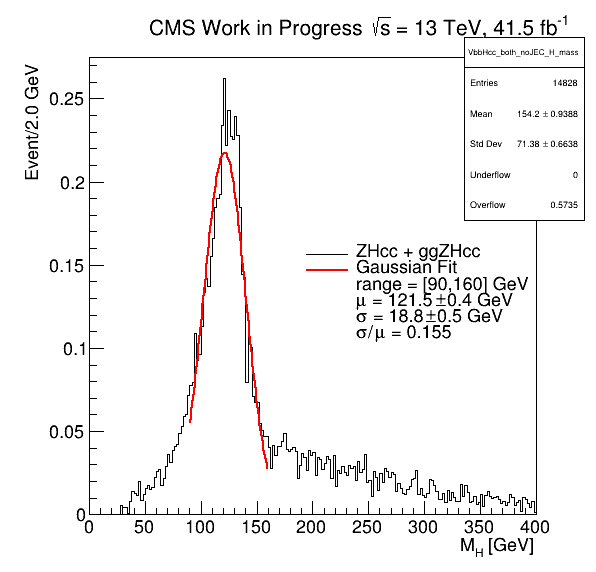 CMS Work in Progress √s = 13 TeV, 41.5 fb⁻¹
VbbHcc_both_noJEC_H_mass
Entries 14828
Mean 154.2 ± 0.9388
Std Dev 71.38 ± 0.6638
Underflow 0
Overflow 0.5735
Event/2.0 GeV
0.25
0.2
0.15
0.1
0.05
0
ZHcc + ggZHcc
Gaussian Fit
range = [90,160] GeV
μ = 121.5±0.4 GeV
σ = 18.8±0.5 GeV
σ/μ = 0.155
0 50 100 150 200 250 300 350 400
M_H [GeV]